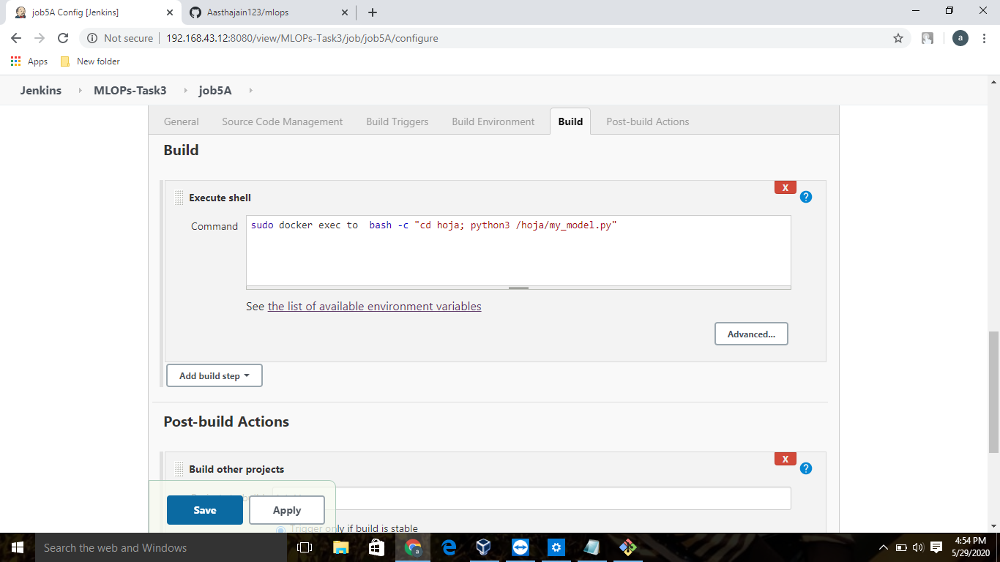 job5A Config [Jenkins]
Aasthajain123/mlops
Not secure
192.168.43.12:8080/view/MLOPs-Task3/job/job5A/configure
a
Apps
New folder
Jenkins
MLOPs-Task3
job5A
General
Source Code Management
Build Triggers
Build Environment
Build
Post-build Actions
Build
Execute shell
X
?
Command
sudo docker exec to  bash -c "cd hoja; python3 /hoja/my_model.py"
See the list of available environment variables
Advanced...
Add build step
Post-build Actions
Build other projects
X
?
Save
Apply
Trigger only if build is stable
Search the web and Windows
4:54 PM
5/29/2020